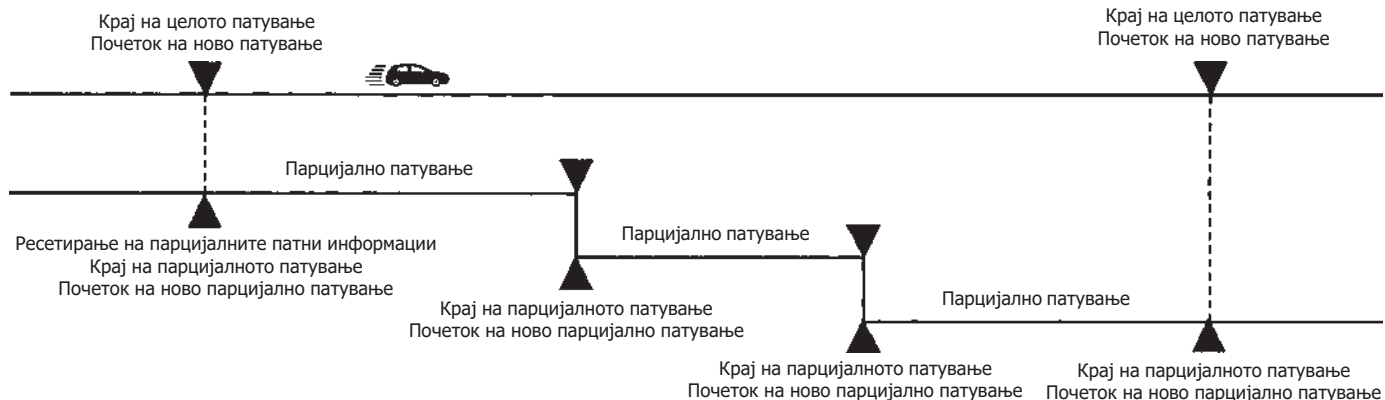 Крај на целото патување
Почеток на ново патување
Крај на целото патување
Почеток на ново патување
Парцијално патување
Ресетирање на парцијалните патни информации
Крај на парцијалното патување
Почеток на ново парцијално патување
Парцијално патување
Крај на парцијалното патување
Почеток на ново парцијално патување
Парцијално патување
Крај на парцијалното патување
Почеток на ново парцијално патување
Крај на парцијалното патување
Почеток на ново парцијално патување